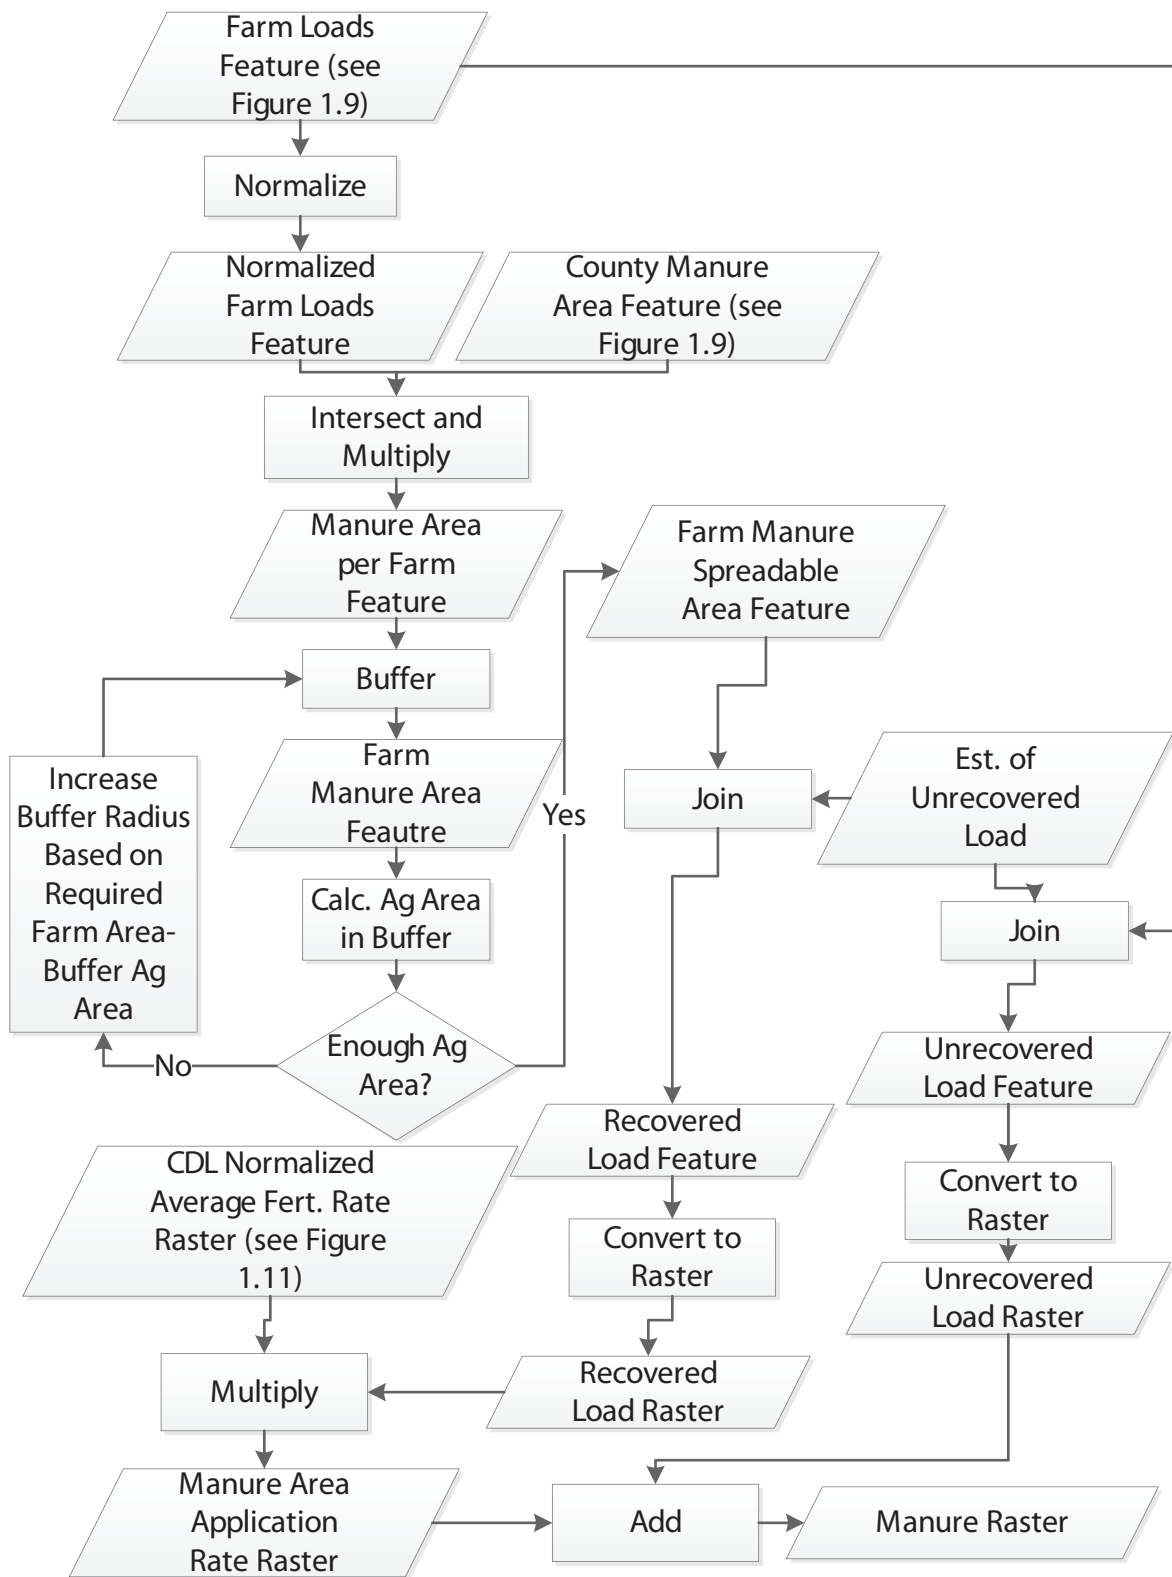 Farm Loads
Feature (see
Figure 1.9)
Normalize
Normalized
Farm Loads
Feature
County Manure
Area Feature (see
Figure 1.9)
Intersect and
Multiply
Manure Area
per Farm
Feature
Farm Manure
Spreadable
Area Feature
Buffer
Farm
Manure Area
Feautre
Increase
Buffer Radius
Based on
Required
Farm Area-
Buffer Ag
Area
Yes
Join
Est. of
Unrecovered
Load
Calc. Ag Area
in Buffer
Join
Enough Ag
Area?
No
Unrecovered
Load Feature
Recovered
Load Feature
CDL Normalized
Average Fert. Rate
Raster (see Figure
1.11)
Convert to
Raster
Convert to
Raster
Unrecovered
Load Raster
Multiply
Recovered
Load Raster
Manure Area
Application
Rate Raster
Add
Manure Raster